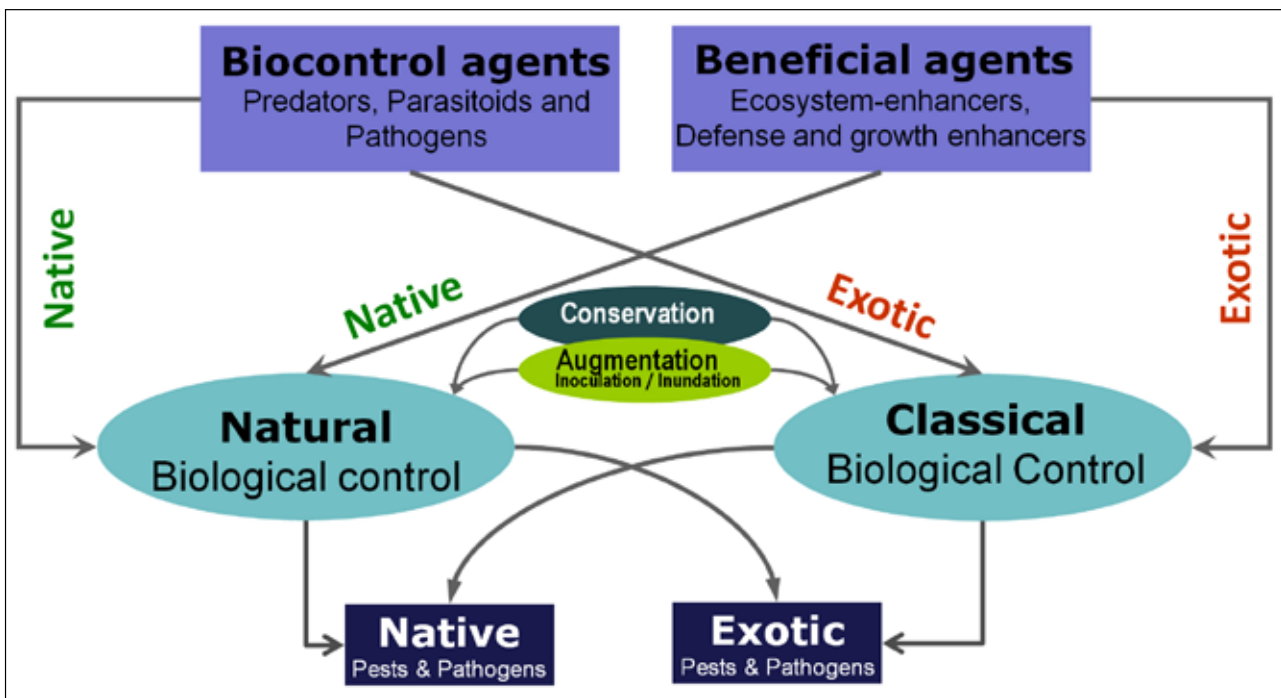 Biocontrol agents
Predators, Parasitoids and
Pathogens
Beneficial agents
Ecosystem-enhancers,
Defense and growth enhancers
Native
Native
Exotic
Exotic
Conservation
Augmentation
Inoculation / Inundation
Natural
Biological control
Classical
Biological Control
Native
Pests & Pathogens
Exotic
Pests & Pathogens